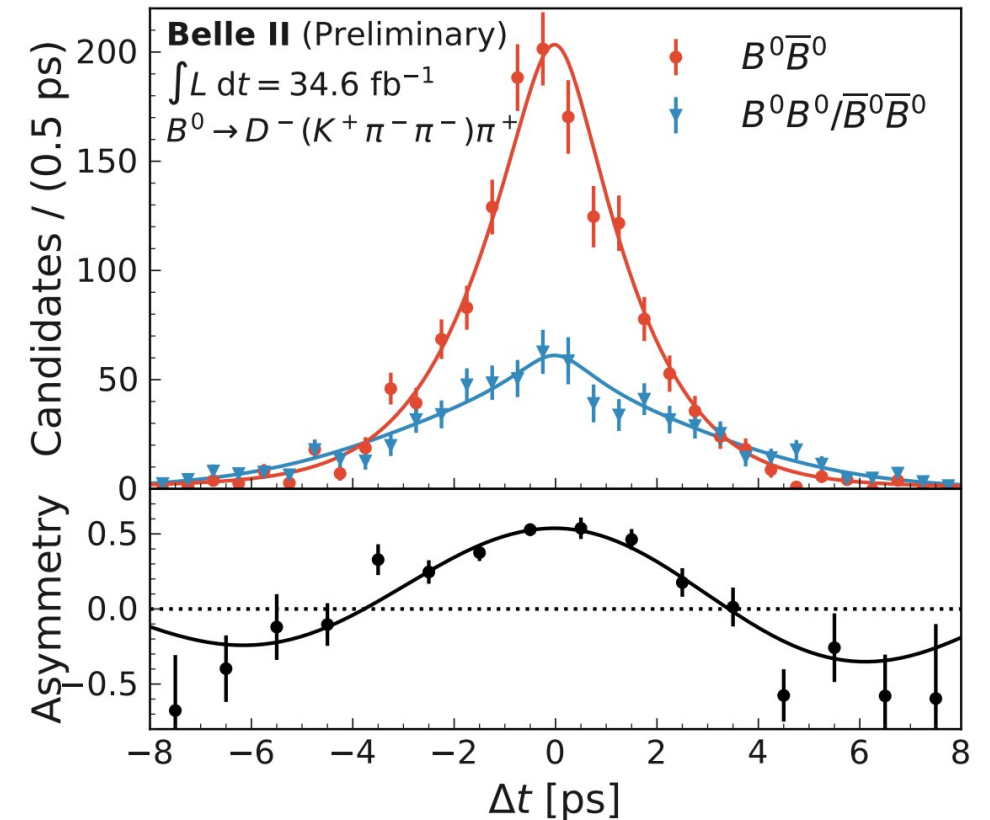 Belle II (Preliminary)
∫L dt = 34.6 fb⁻¹
B⁰ → D⁻(K⁺π⁻π⁻)π⁺
B⁰B̅⁰
B⁰B⁰/B̅⁰B̅⁰
Candidates / (0.5 ps)
200
150
100
50
0
Asymmetry
0.5
0.0
−0.5
−8 −6 −4 −2 0 2 4 6 8
Δt [ps]